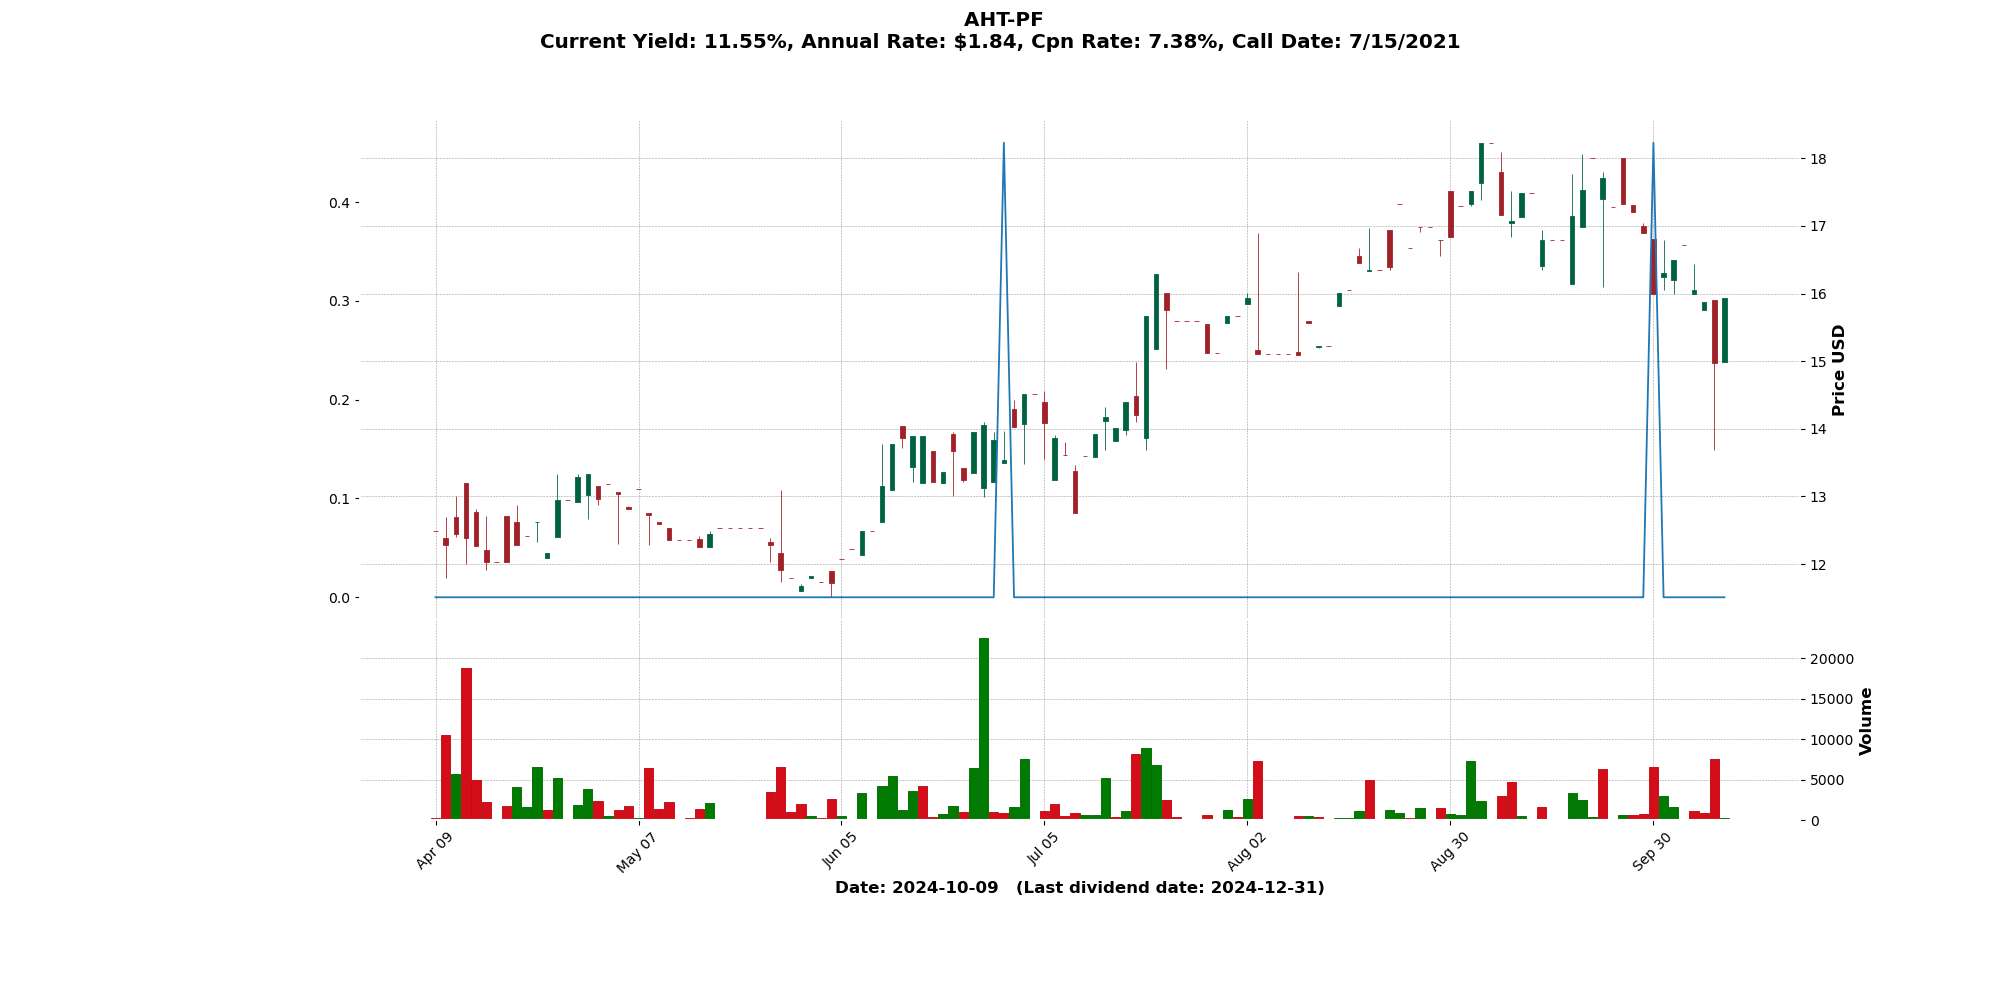 AHT-PF
Current Yield: 11.55%, Annual Rate: $1.84, Cpn Rate: 7.38%, Call Date: 7/15/2021
0.4
0.3
0.2
0.1
0.0
18
17
16
15
14
13
12
Price USD
20000
15000
10000
5000
0
Volume
Apr 09
May 07
Jun 05
Jul 05
Aug 02
Aug 30
Sep 30
Date: 2024-10-09   (Last dividend date: 2024-12-31)